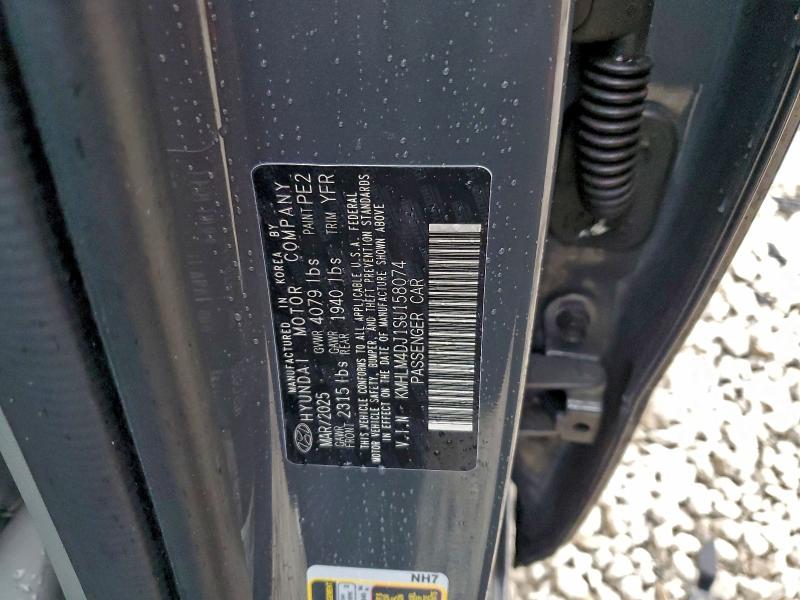 MANUFACTURED IN KOREA BY
HYUNDAI MOTOR COMPANY
MAR/2025 GVWR 4079 lbs PAINT PE2
GAWR FRONT 2315 lbs GAWR REAR 1940 lbs TRIM YFR
THIS VEHICLE CONFORMS TO ALL APPLICABLE U.S.A. FEDERAL
MOTOR VEHICLE SAFETY, BUMPER, AND THEFT PREVENTION STANDARDS
IN EFFECT ON THE DATE OF MANUFACTURE SHOWN ABOVE
V.I.N- KMHLM4DJ1SU158074
PASSENGER CAR
NH7